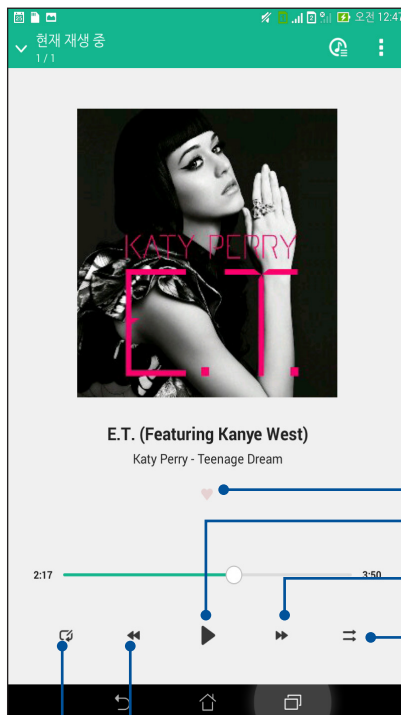 오전 12:47
현재 재생 중
1 / 1
KATY PERRY
E.T.
E.T. (Featuring Kanye West)
Katy Perry - Teenage Dream
2:17
3:50